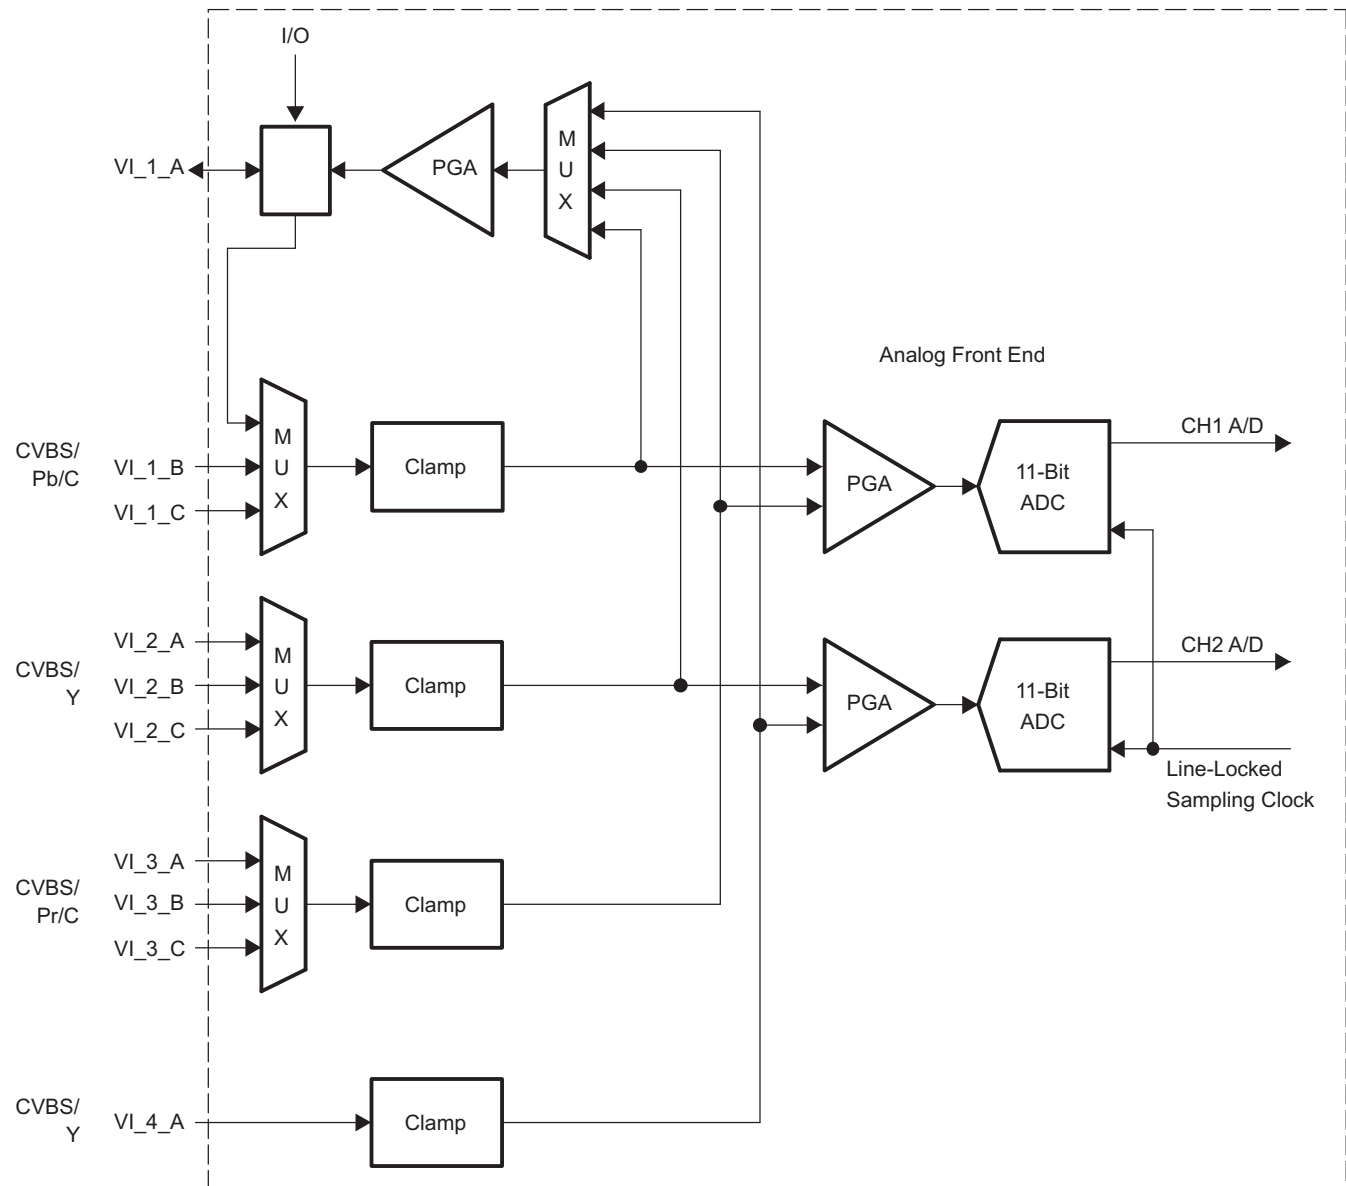 I/O
VI_1_A
PGA
M
U
X
Analog Front End
CVBS/
Pb/C
VI_1_B
VI_1_C
M
U
X
Clamp
PGA
11-Bit
ADC
CH1 A/D
CVBS/
Y
VI_2_A
VI_2_B
VI_2_C
M
U
X
Clamp
PGA
11-Bit
ADC
CH2 A/D
Line-Locked
Sampling Clock
CVBS/
Pr/C
VI_3_A
VI_3_B
VI_3_C
M
U
X
Clamp
CVBS/
Y
VI_4_A
Clamp